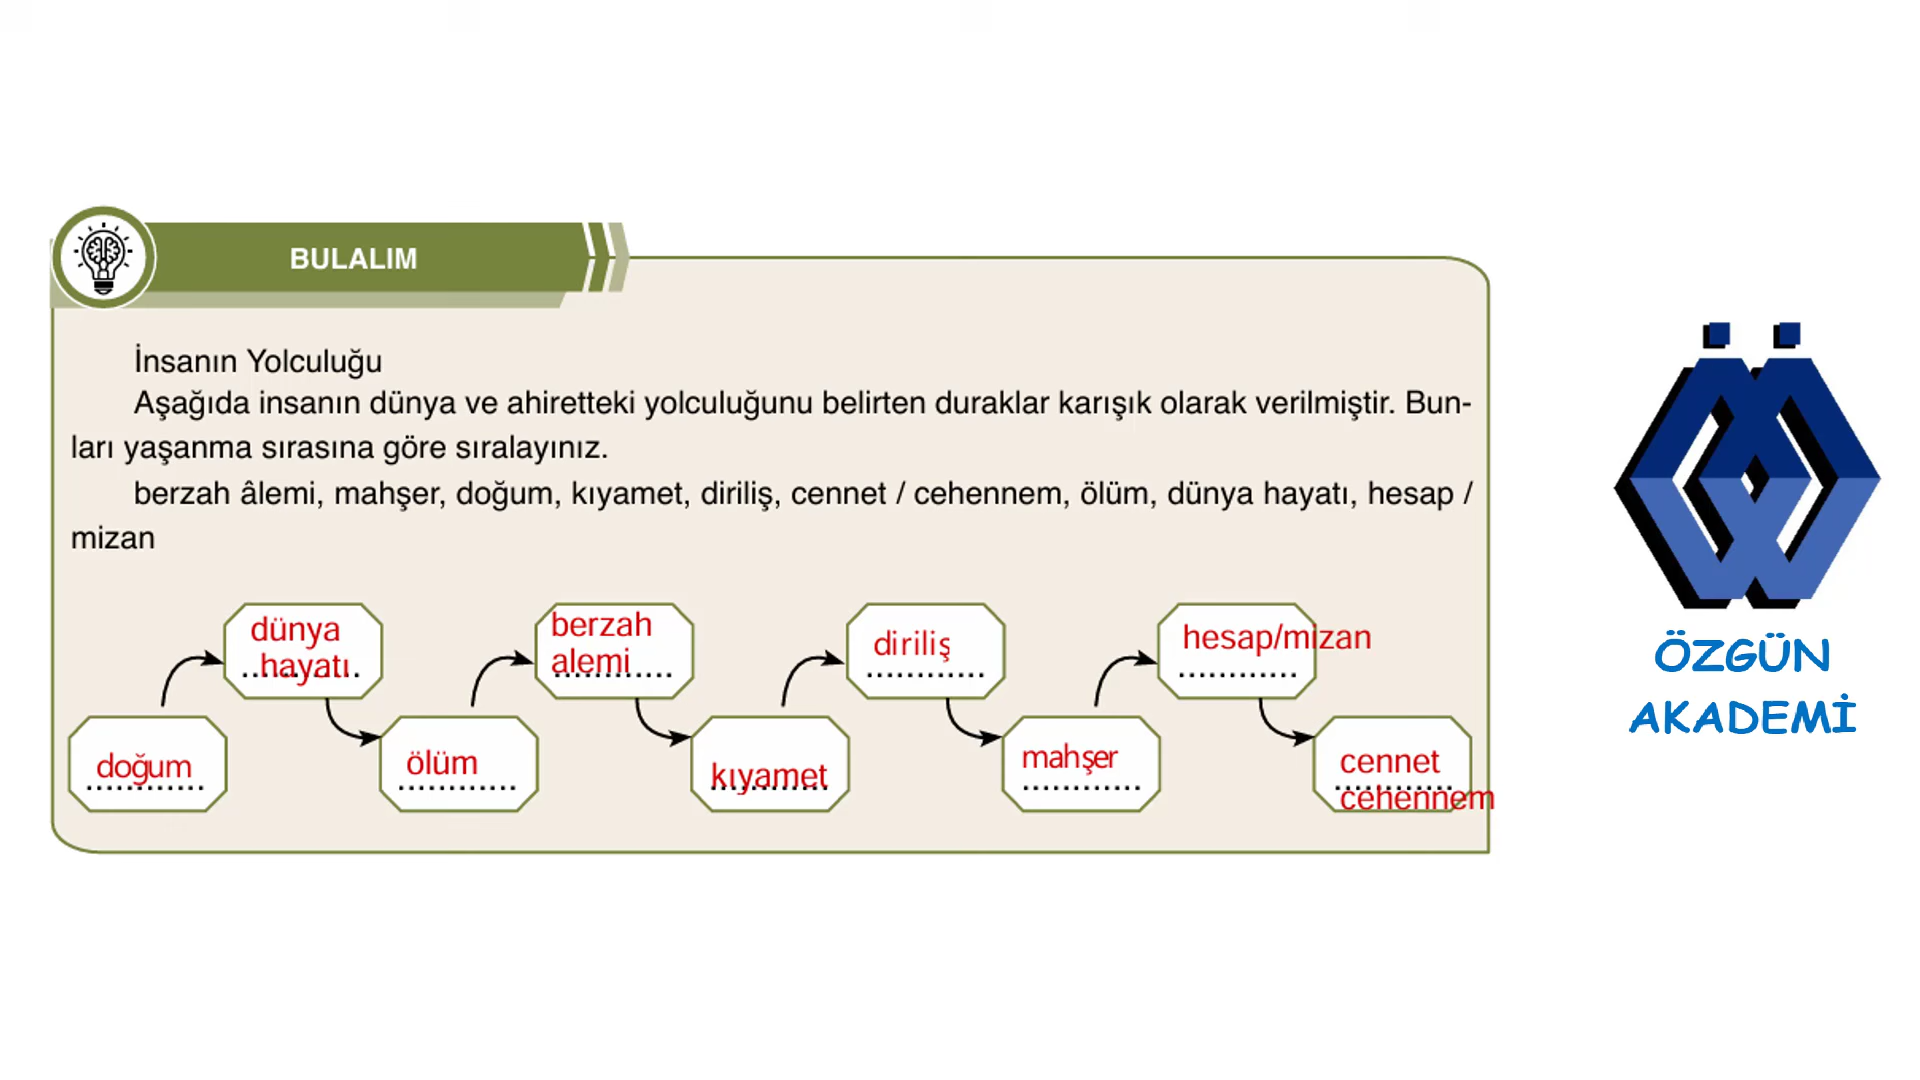 BULALIM
İnsanın Yolculuğu
Aşağıda insanın dünya ve ahiretteki yolculuğunu belirten duraklar karışık olarak verilmiştir. Bun-
ları yaşanma sırasına göre sıralayınız.
berzah âlemi, mahşer, doğum, kıyamet, diriliş, cennet / cehennem, ölüm, dünya hayatı, hesap /
mizan
doğum
dünya
hayatı
ölüm
berzah
alemi
kıyamet
diriliş
mahşer
hesap/mizan
cennet
cehennem
ÖZGÜN
AKADEMİ